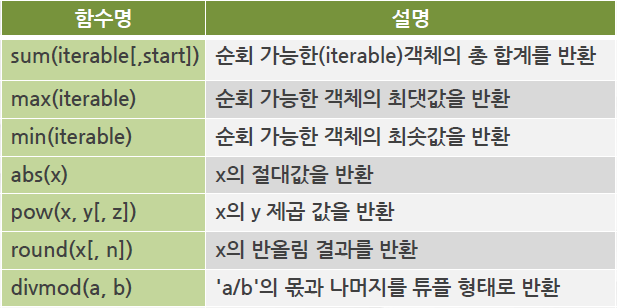 함수명 설명
sum(iterable[,start]) 순회 가능한(iterable)객체의 총 합계를 반환
max(iterable) 순회 가능한 객체의 최댓값을 반환
min(iterable) 순회 가능한 객체의 최솟값을 반환
abs(x) x의 절대값을 반환
pow(x, y[, z]) x의 y 제곱 값을 반환
round(x[, n]) x의 반올림 결과를 반환
divmod(a, b) 'a/b'의 몫과 나머지를 튜플 형태로 반환